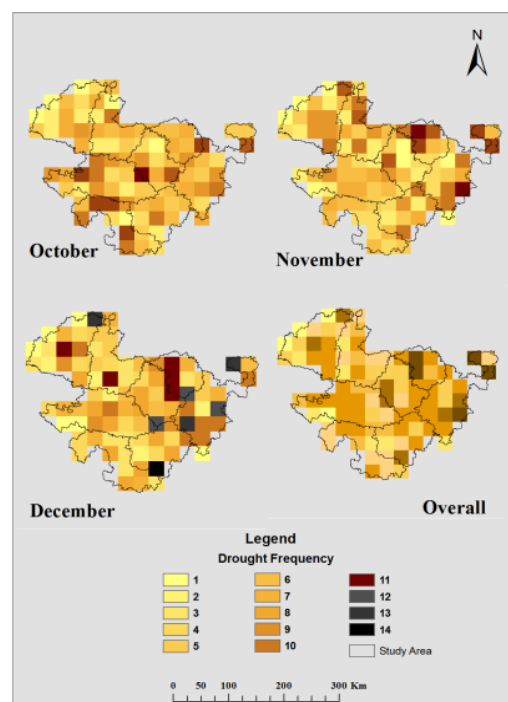 N
October
November
December
Overall
Legend
Drought Frequency
1
2
3
4
5
6
7
8
9
10
11
12
13
14
Study Area
0 50 100 200 300 Km